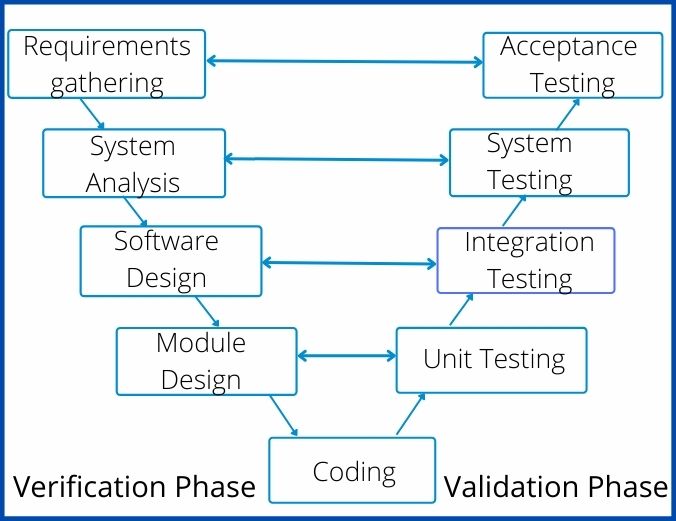 Requirements
gathering
Acceptance
Testing
System
Analysis
System
Testing
Software
Design
Integration
Testing
Module
Design
Unit Testing
Coding
Verification Phase
Validation Phase